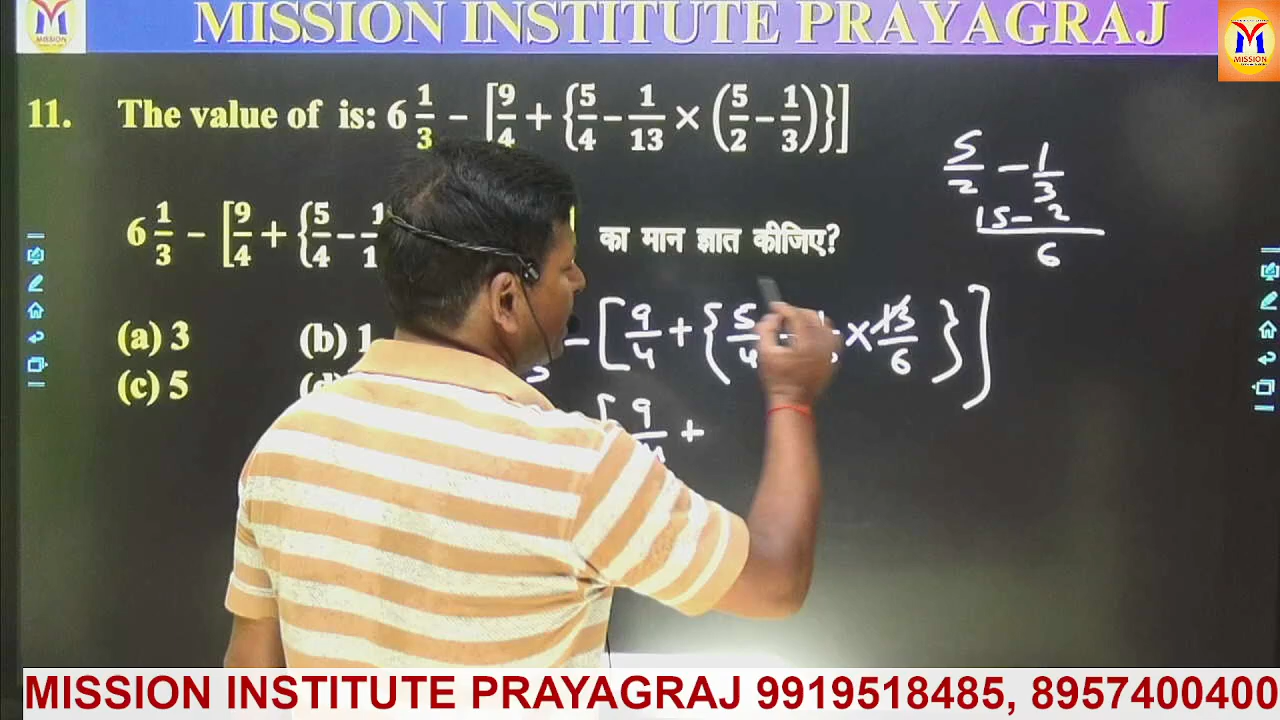 MISSION INSTITUTE PRAYAGRAJ
MISSION
MISSION
11. The value of is: 6 1/3 − [9/4 + {5/4 − 1/13 × (5/2 − 1/3)}]
5/2 − 1/3
15 − 2
6
6 1/3 − [9/4 + {5/4 − 1
का मान ज्ञात कीजिए?
− [9/4 + {5/4 × 13/6}]
(a) 3 (b) 1
(c) 5
[9/4 +
MISSION INSTITUTE PRAYAGRAJ 9919518485, 8957400400